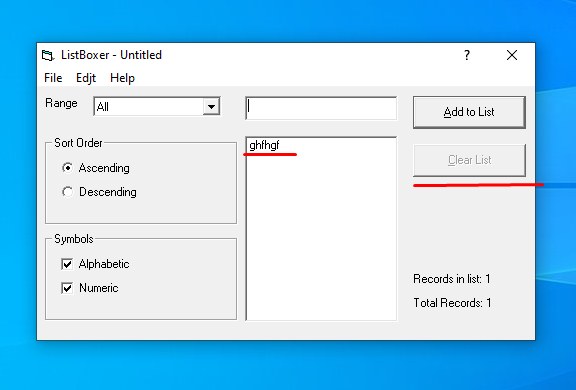 ListBoxer - Untitled
?
File Edjt Help
Range All
Add to List
Sort Order
ghfhgf
Clear List
Ascending
Descending
Symbols
Alphabetic
Numeric
Records in list: 1
Total Records: 1